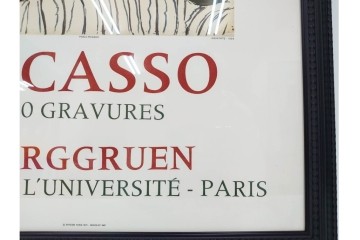 CASSO
0 GRAVURES
RGGRUEN
L'UNIVERSITÉ - PARIS